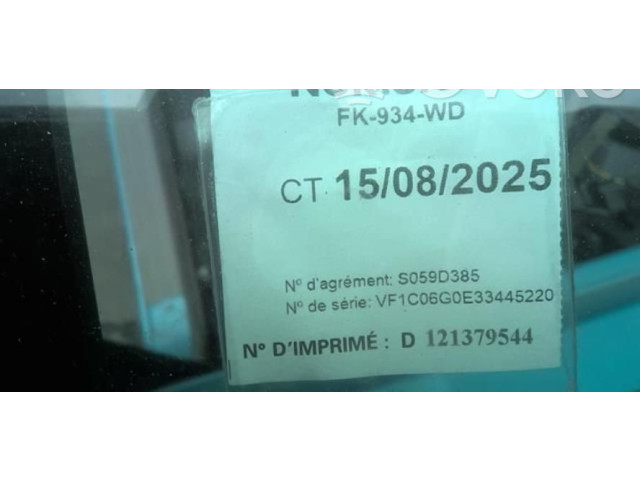 FK-934-WD
CT 15/08/2025
N° d'agrément: S059D385
N° de série: VF1C06G0E33445220
N° D'IMPRIMÉ : D 121379544